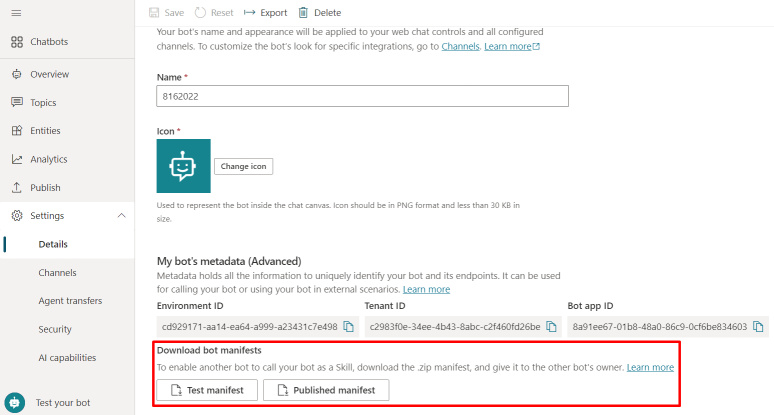 Save Reset Export Delete
Chatbots
Overview
Topics
Entities
Analytics
Publish
Settings
Details
Channels
Agent transfers
Security
AI capabilities
Test your bot
Your bot's name and appearance will be applied to your web chat controls and all configured
channels. To customize the bot's look for specific integrations, go to Channels. Learn more
Name *
8162022
Icon *
Change icon
Used to represent the bot inside the chat canvas. Icon should be in PNG format and less than 30 KB in
size.
My bot's metadata (Advanced)
Metadata holds all the information to uniquely identify your bot and its endpoints. It can be used
for calling your bot or using your bot in external scenarios. Learn more
Environment ID Tenant ID Bot app ID
cd929171-aa14-ea64-a999-a23431c7e498 c2983f0e-34ee-4b43-8abc-c2f460fd26be 8a91ee67-01b8-48a0-86c9-0cf6be834603
Download bot manifests
To enable another bot to call your bot as a Skill, download the .zip manifest, and give it to the other bot's owner. Learn more
Test manifest Published manifest